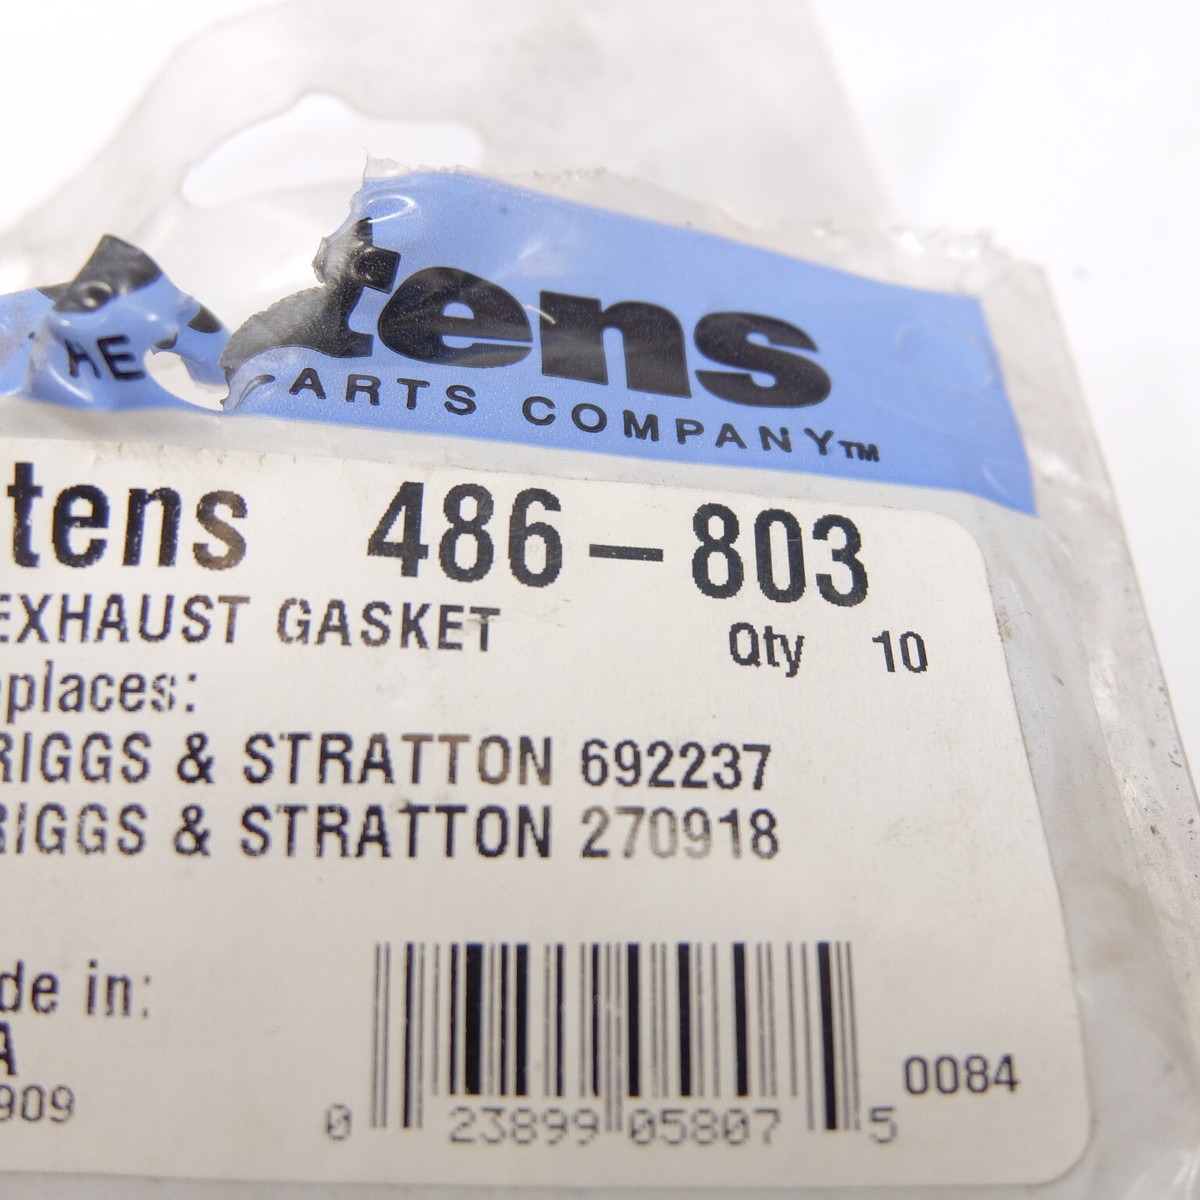 tens
HE ARTS COMPANY™
tens 486-803
EXHAUST GASKET
Qty 10
places:
RIGGS & STRATTON 692237
RIGGS & STRATTON 270918
de in:
A
909
0084
0 23899 05807 5